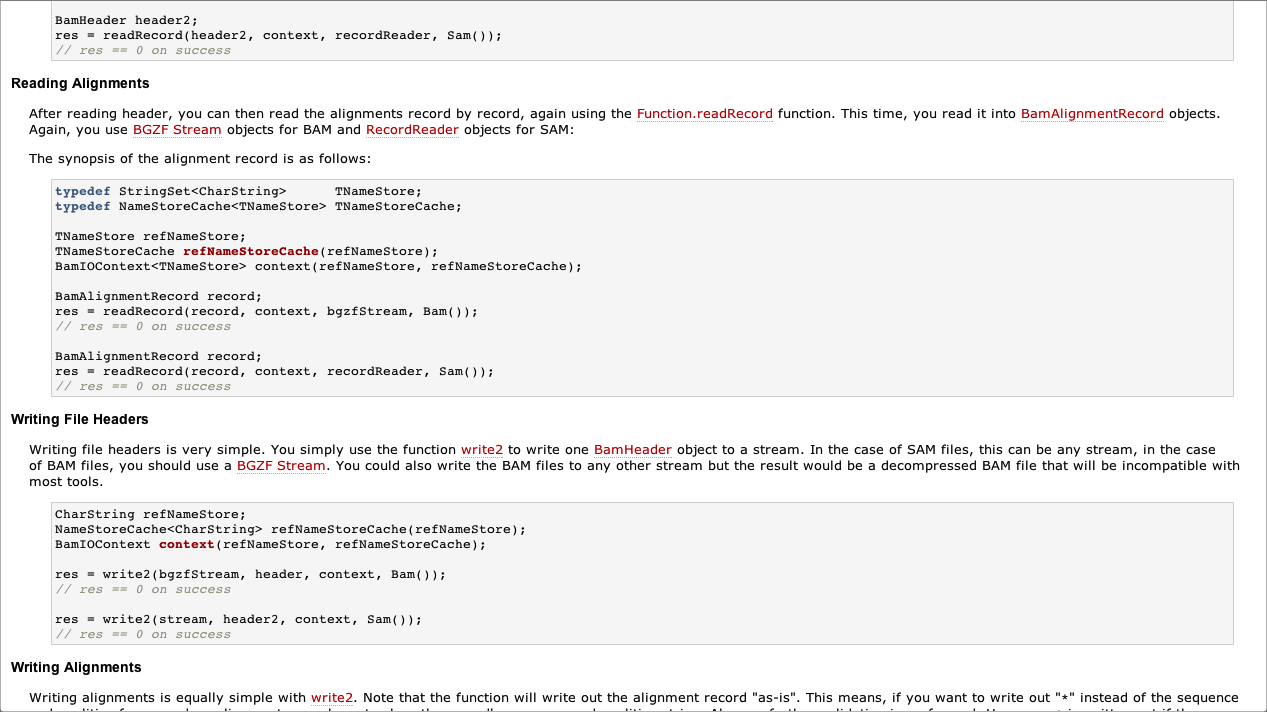 BamHeader header2;
res = readRecord(header2, context, recordReader, Sam());
// res == 0 on success
Reading Alignments
After reading header, you can then read the alignments record by record, again using the Function.readRecord function. This time, you read it into BamAlignmentRecord objects.
Again, you use BGZF Stream objects for BAM and RecordReader objects for SAM:
The synopsis of the alignment record is as follows:
typedef StringSet<CharString>      TNameStore;
typedef NameStoreCache<TNameStore> TNameStoreCache;
TNameStore refNameStore;
TNameStoreCache refNameStoreCache(refNameStore);
BamIOContext<TNameStore> context(refNameStore, refNameStoreCache);
BamAlignmentRecord record;
res = readRecord(record, context, bgzfStream, Bam());
// res == 0 on success
BamAlignmentRecord record;
res = readRecord(record, context, recordReader, Sam());
// res == 0 on success
Writing File Headers
Writing file headers is very simple. You simply use the function write2 to write one BamHeader object to a stream. In the case of SAM files, this can be any stream, in the case
of BAM files, you should use a BGZF Stream. You could also write the BAM files to any other stream but the result would be a decompressed BAM file that will be incompatible with
most tools.
CharString refNameStore;
NameStoreCache<CharString> refNameStoreCache(refNameStore);
BamIOContext context(refNameStore, refNameStoreCache);
res = write2(bgzfStream, header, context, Bam());
// res == 0 on success
res = write2(stream, header2, context, Sam());
// res == 0 on success
Writing Alignments
Writing alignments is equally simple with write2. Note that the function will write out the alignment record "as-is". This means, if you want to write out "*" instead of the sequence